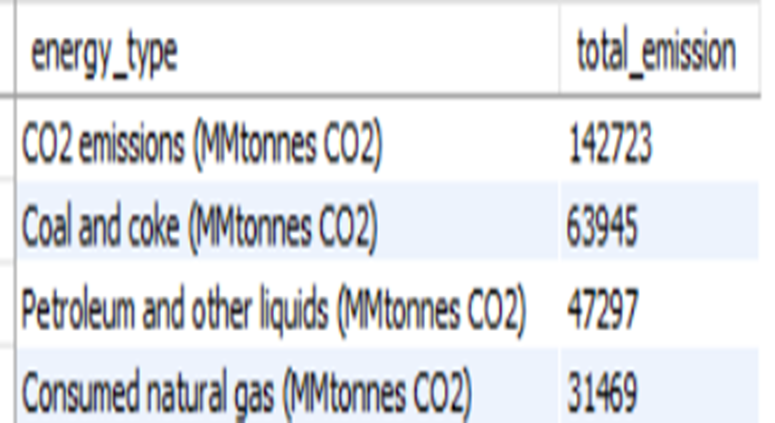 energy_type total_emission
CO2 emissions (MMtonnes CO2) 142723
Coal and coke (MMtonnes CO2) 63945
Petroleum and other liquids (MMtonnes CO2) 47297
Consumed natural gas (MMtonnes CO2) 31469